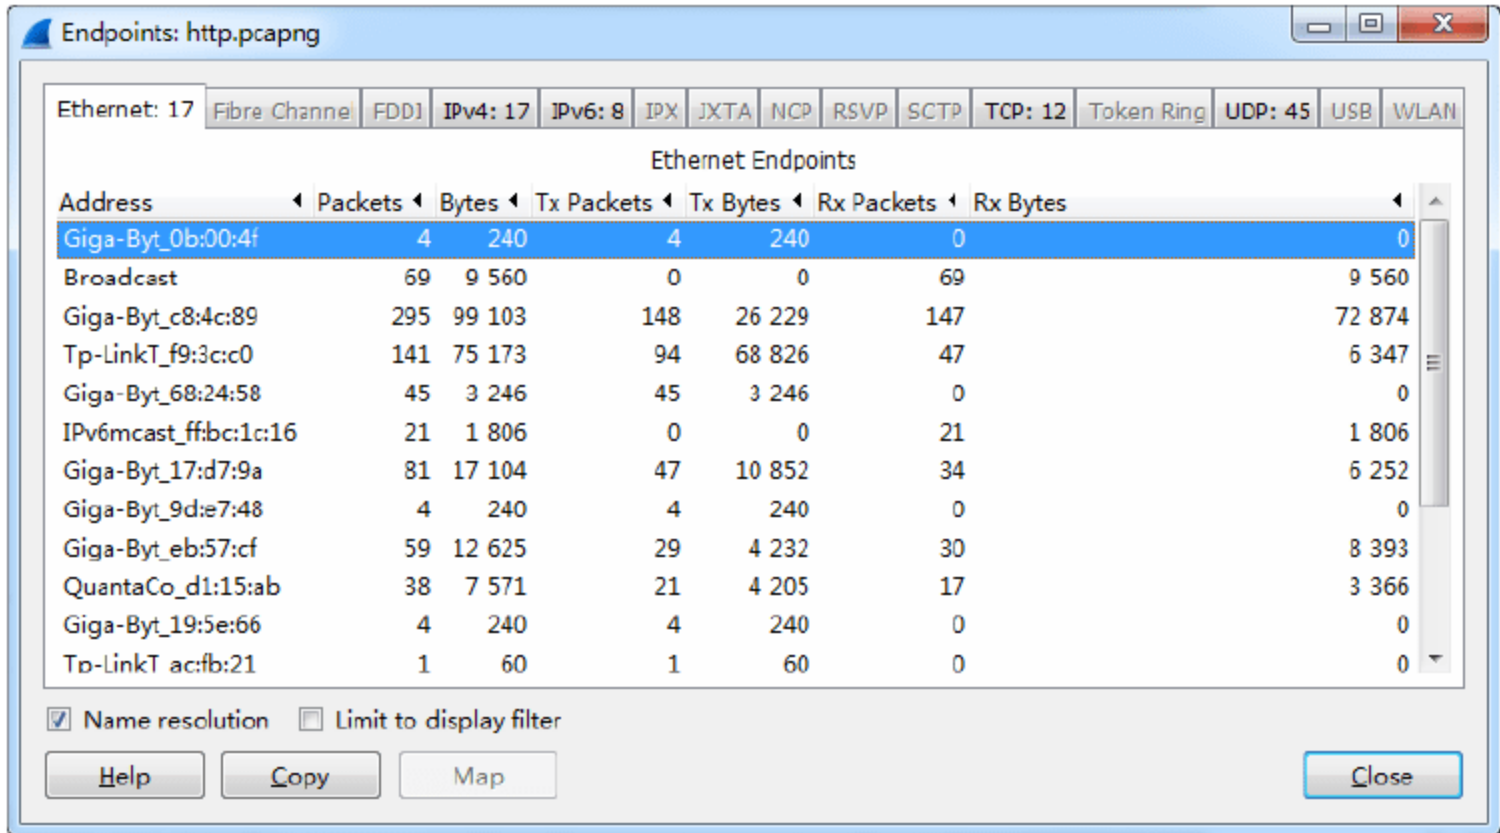 Endpoints: http.pcapng
Ethernet: 17 Fibre Channel FDDI IPv4: 17 IPv6: 8 IPX JXTA NCP RSVP SCTP TCP: 12 Token Ring UDP: 45 USB WLAN
Ethernet Endpoints
Address Packets Bytes Tx Packets Tx Bytes Rx Packets Rx Bytes
Giga-Byt_0b:00:4f 4 240 4 240 0 0
Broadcast 69 9 560 0 0 69 9 560
Giga-Byt_c8:4c:89 295 99 103 148 26 229 147 72 874
Tp-LinkT_f9:3c:c0 141 75 173 94 68 826 47 6 347
Giga-Byt_68:24:58 45 3 246 45 3 246 0 0
IPv6mcast_ff:bc:1c:16 21 1 806 0 0 21 1 806
Giga-Byt_17:d7:9a 81 17 104 47 10 852 34 6 252
Giga-Byt_9d:e7:48 4 240 4 240 0 0
Giga-Byt_eb:57:cf 59 12 625 29 4 232 30 8 393
QuantaCo_d1:15:ab 38 7 571 21 4 205 17 3 366
Giga-Byt_19:5e:66 4 240 4 240 0 0
Tp-LinkT_ac:fb:21 1 60 1 60 0 0
Name resolution Limit to display filter
Help Copy Map Close